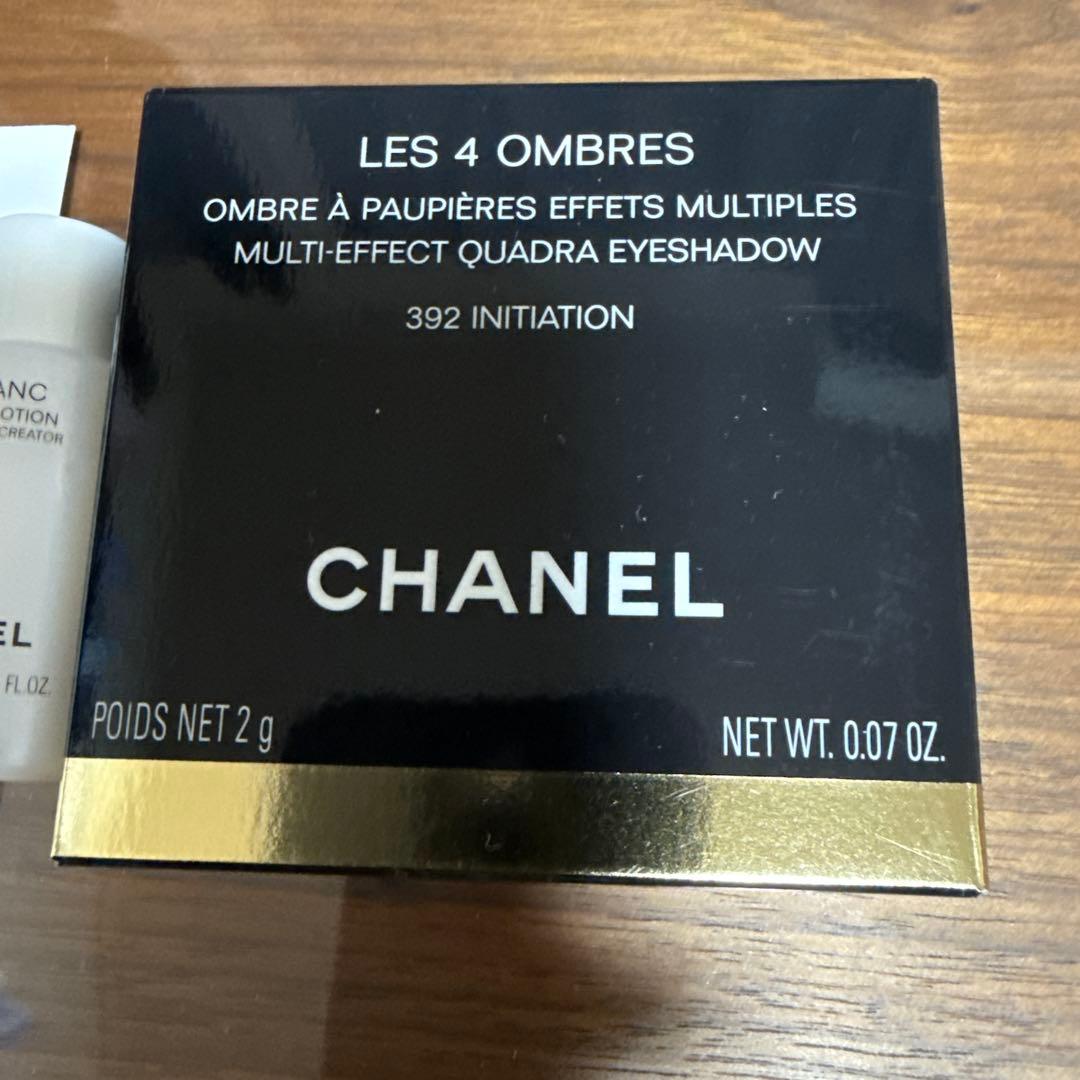 LES 4 OMBRES
OMBRE À PAUPIÈRES EFFETS MULTIPLES
MULTI-EFFECT QUADRA EYESHADOW
392 INITIATION
CHANEL
POIDS NET 2 g
NET WT. 0.07 OZ.
ANC
OTION
CREATOR
EL
FL.OZ.